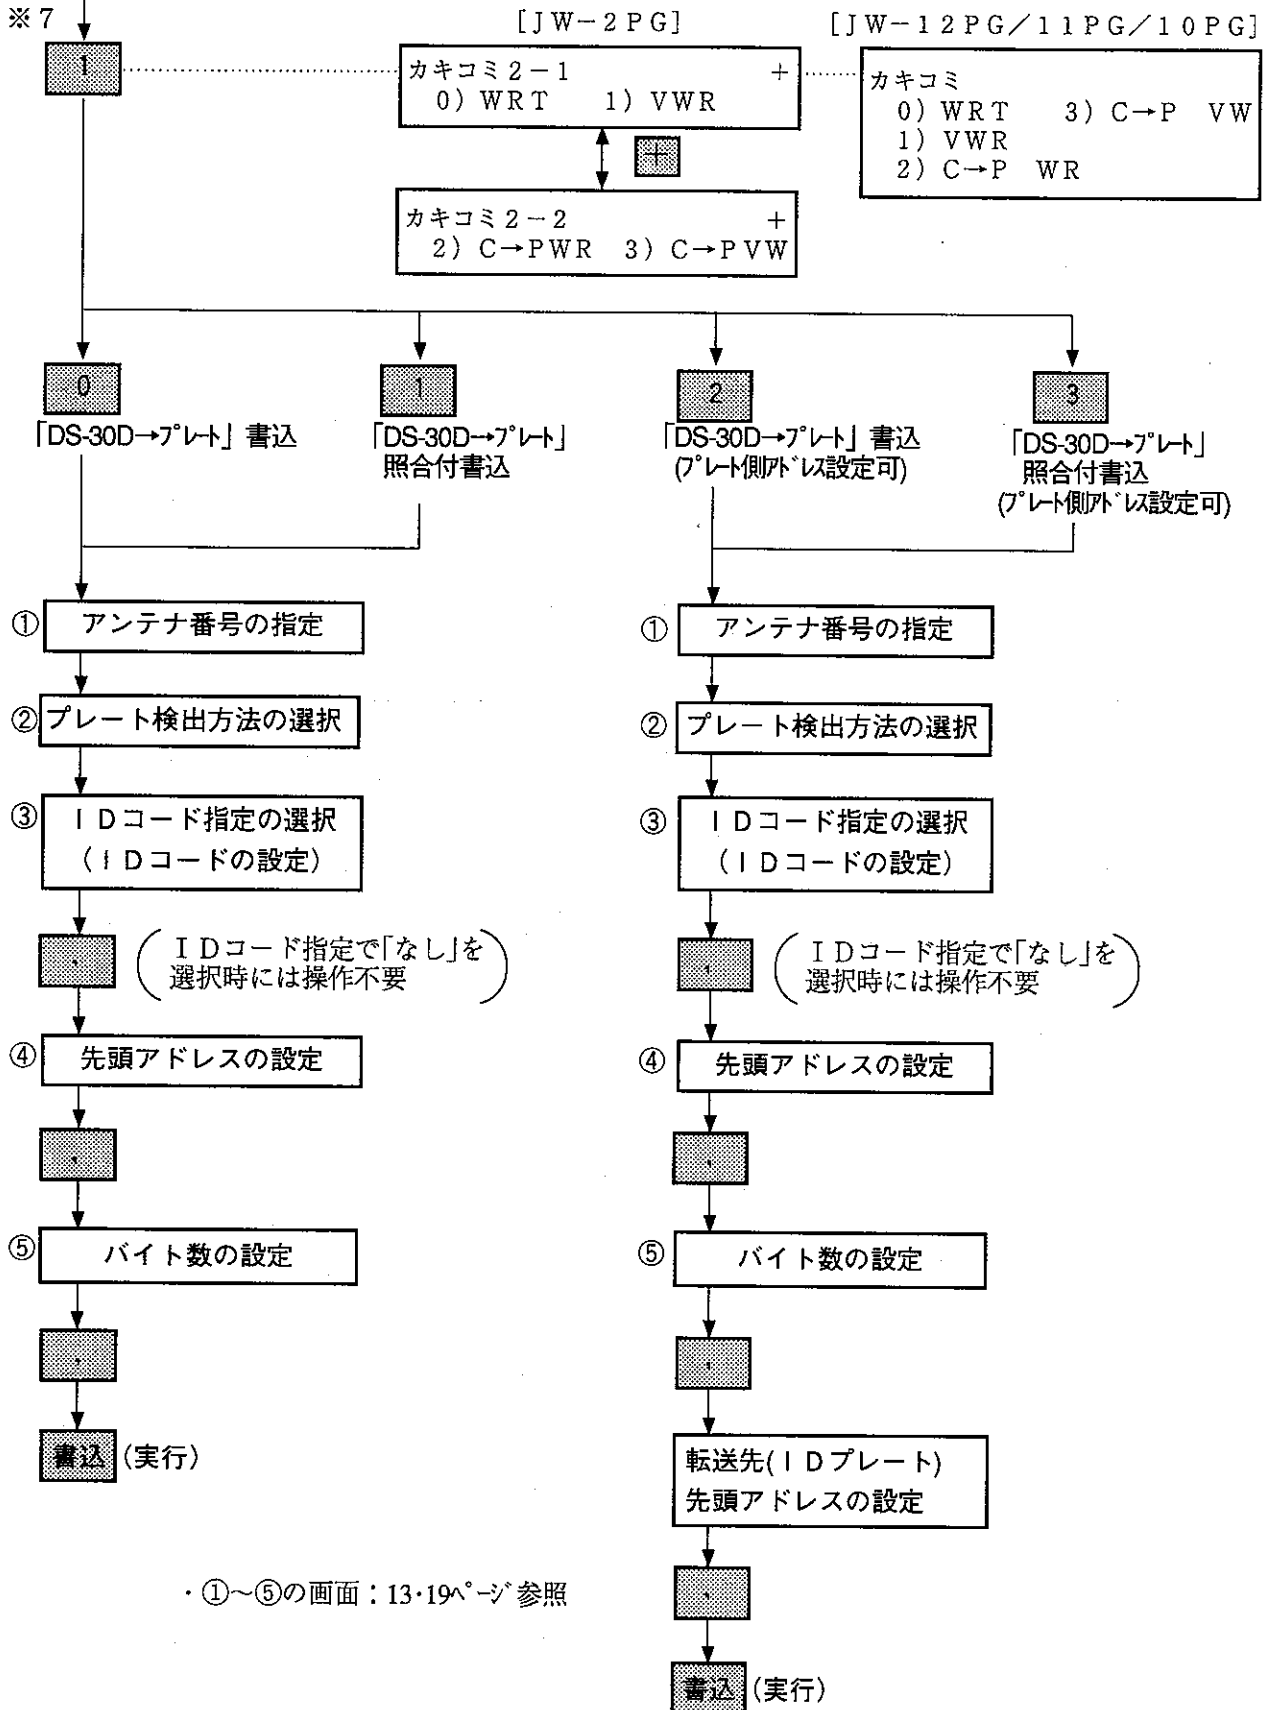 ※7
[JW-2PG]
[JW-12PG/11PG/10PG]
1
カキコミ2-1 +
0) WRT 1) VWR
カキコミ
0) WRT 3) C→P VW
1) VWR
2) C→P WR
+
カキコミ2-2 +
2) C→PWR 3) C→PVW
0
「DS-30D→プレート」書込
1
「DS-30D→プレート」
照合付書込
2
「DS-30D→プレート」書込
(プレート側アドレス設定可)
3
「DS-30D→プレート」
照合付書込
(プレート側アドレス設定可)
① アンテナ番号の指定
② プレート検出方法の選択
③ IDコード指定の選択
(IDコードの設定)
,
(IDコード指定で「なし」を
選択時には操作不要)
④ 先頭アドレスの設定
,
⑤ バイト数の設定
,
書込 (実行)
① アンテナ番号の指定
② プレート検出方法の選択
③ IDコード指定の選択
(IDコードの設定)
,
(IDコード指定で「なし」を
選択時には操作不要)
④ 先頭アドレスの設定
,
⑤ バイト数の設定
,
転送先(IDプレート)
先頭アドレスの設定
,
書込 (実行)
・①~⑤の画面:13・19ページ参照